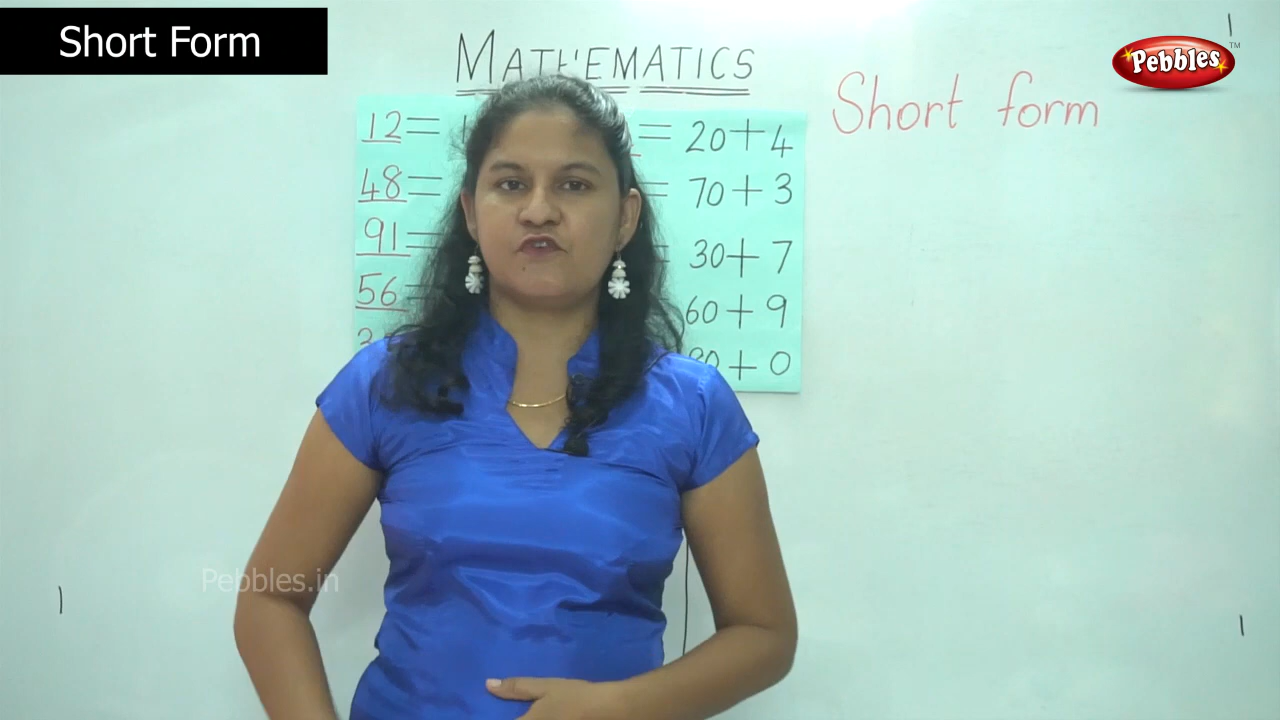 Short Form
MATHEMATICS
Pebbles™
Short form
12 =
= 20+4
48 =
= 70+3
91 =
= 30+7
56 =
60+9
+0
Pebbles.in